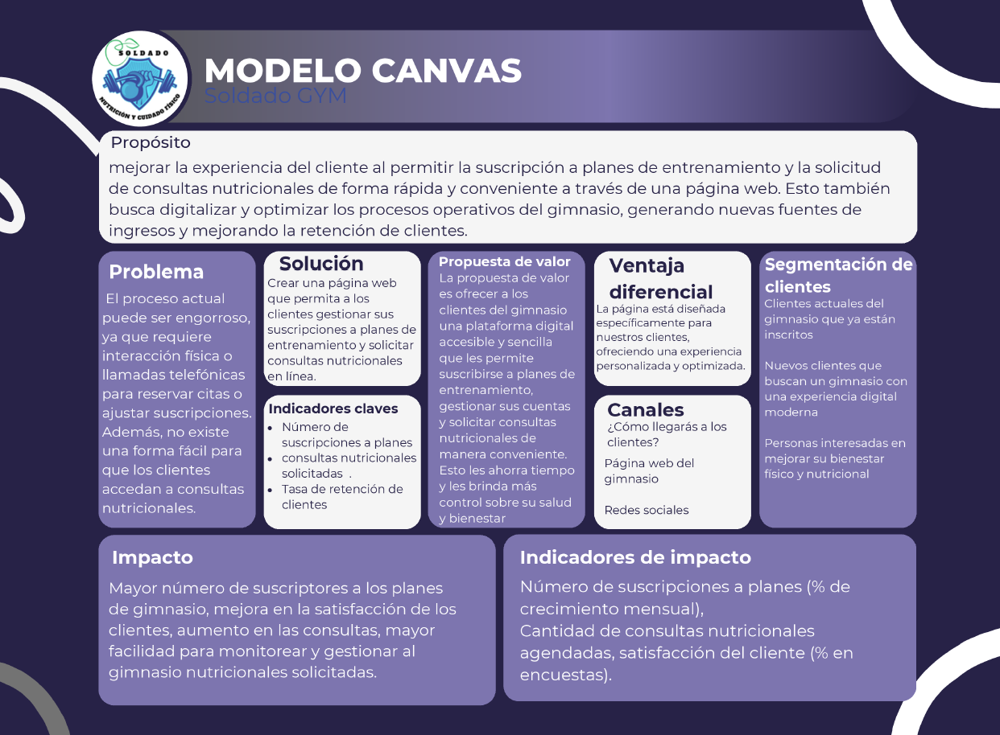 SOLDADO
NUTRICIÓN Y CUIDADO FÍSICO
MODELO CANVAS
Soldado GYM
Propósito
mejorar la experiencia del cliente al permitir la suscripción a planes de entrenamiento y la solicitud
de consultas nutricionales de forma rápida y conveniente a través de una página web. Esto también
busca digitalizar y optimizar los procesos operativos del gimnasio, generando nuevas fuentes de
ingresos y mejorando la retención de clientes.
Problema
El proceso actual
puede ser engorroso,
ya que requiere
interacción física o
llamadas telefónicas
para reservar citas o
ajustar suscripciones.
Además, no existe
una forma fácil para
que los clientes
accedan a consultas
nutricionales.
Solución
Crear una página web
que permita a los
clientes gestionar sus
suscripciones a planes de
entrenamiento y solicitar
consultas nutricionales
en línea.
Indicadores claves
• Número de
suscripciones a planes
• consultas nutricionales
solicitadas .
• Tasa de retención de
clientes
Propuesta de valor
La propuesta de valor
es ofrecer a los
clientes del gimnasio
una plataforma digital
accesible y sencilla
que les permite
suscribirse a planes de
entrenamiento,
gestionar sus cuentas
y solicitar consultas
nutricionales de
manera conveniente.
Esto les ahorra tiempo
y les brinda más
control sobre su salud
y bienestar
Ventaja
diferencial
La página está diseñada
específicamente para
nuestros clientes,
ofreciendo una experiencia
personalizada y optimizada.
Canales
¿Cómo llegarás a los
clientes?
Página web del
gimnasio
Redes sociales
Segmentación de
clientes
Clientes actuales del
gimnasio que ya están
inscritos
Nuevos clientes que
buscan un gimnasio con
una experiencia digital
moderna
Personas interesadas en
mejorar su bienestar
físico y nutricional
Impacto
Mayor número de suscriptores a los planes
de gimnasio, mejora en la satisfacción de los
clientes, aumento en las consultas, mayor
facilidad para monitorear y gestionar al
gimnasio nutricionales solicitadas.
Indicadores de impacto
Número de suscripciones a planes (% de
crecimiento mensual),
Cantidad de consultas nutricionales
agendadas, satisfacción del cliente (% en
encuestas).